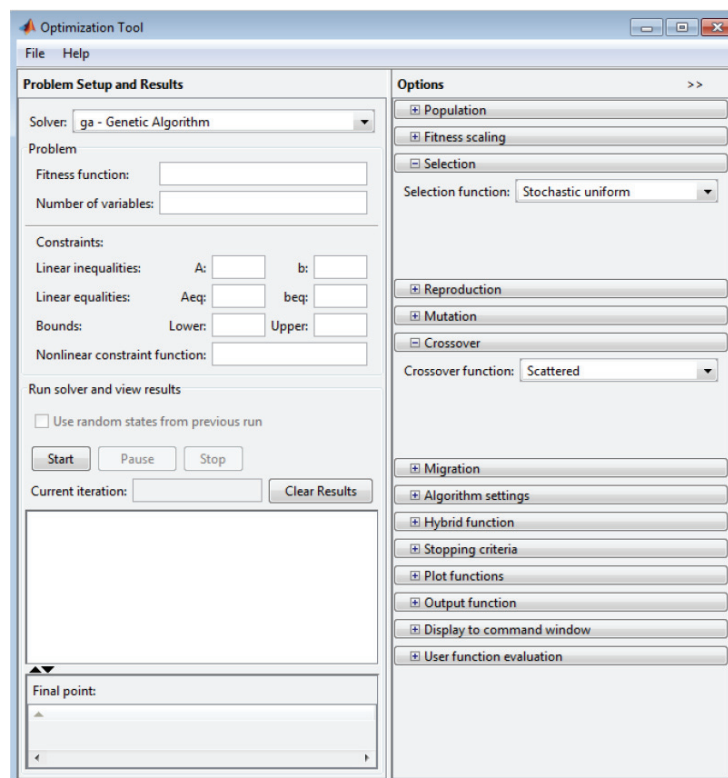 Optimization Tool
File Help
Problem Setup and Results
Solver: ga - Genetic Algorithm
Problem
Fitness function:
Number of variables:
Constraints:
Linear inequalities: A: b:
Linear equalities: Aeq: beq:
Bounds: Lower: Upper:
Nonlinear constraint function:
Run solver and view results
Use random states from previous run
Start Pause Stop
Current iteration: Clear Results
Final point:
Options >>
Population
Fitness scaling
Selection
Selection function: Stochastic uniform
Reproduction
Mutation
Crossover
Crossover function: Scattered
Migration
Algorithm settings
Hybrid function
Stopping criteria
Plot functions
Output function
Display to command window
User function evaluation